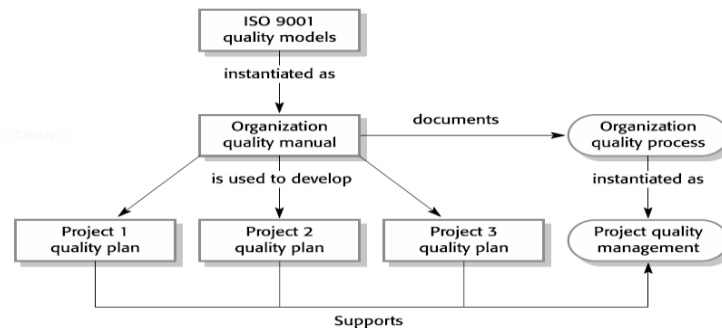 ISO 9001
quality models
instantiated as
Organization
quality manual
documents
Organization
quality process
is used to develop
instantiated as
Project 1
quality plan
Project 2
quality plan
Project 3
quality plan
Project quality
management
Supports